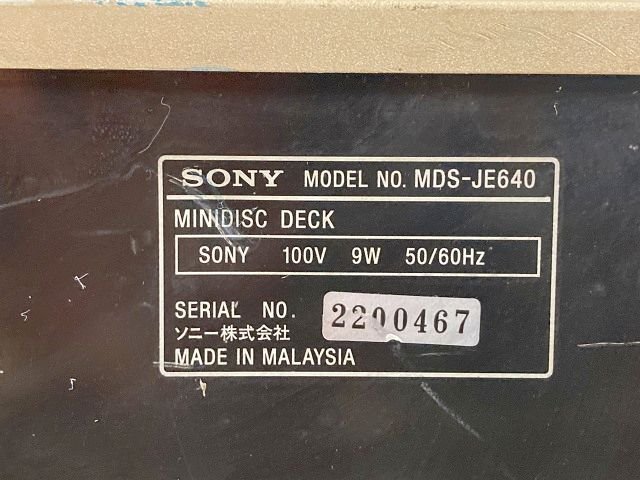 SONY MODEL NO. MDS-JE640
MINIDISC DECK
SONY 100V 9W 50/60Hz
SERIAL NO. 2200467
ソニー株式会社
MADE IN MALAYSIA